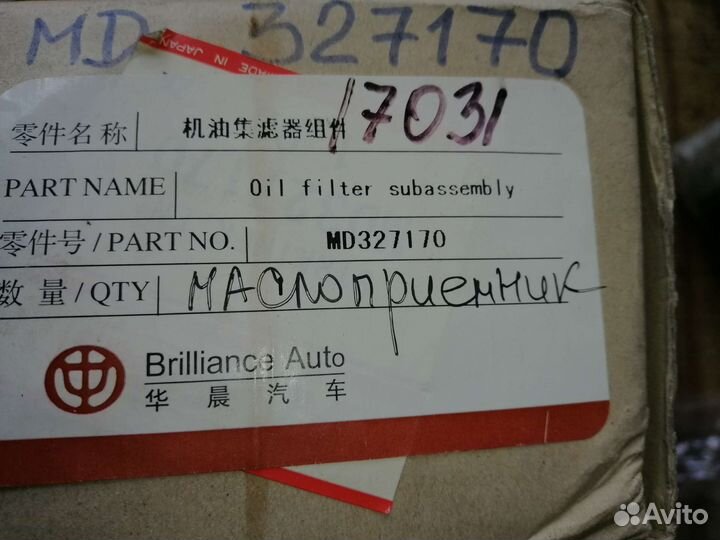 MD 327170
MADE IN JAPAN
零件名称 机油集滤器组件 17031
PART NAME Oil filter subassembly
零件号/PART NO. MD327170
数量/QTY маслоприемник
Brilliance Auto
华晨汽车
Avito